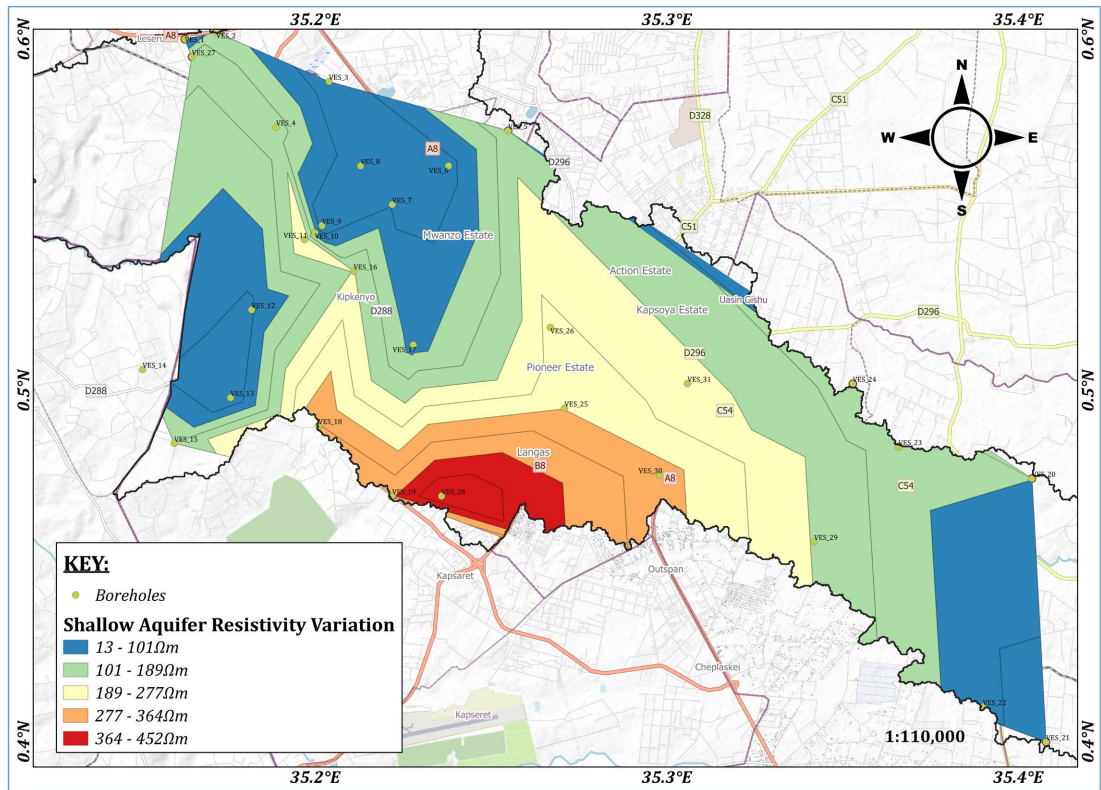 35.2°E 35.3°E 35.4°E
0.6°N 0.6°N
Leseru A8 VES_1 VES_2
VES_27
VES_3
C51
D328
N
W E
S
VES_4
VES_5
A8
D296
VES_8
VES_6
VES_7
VES_9
VES_10
VES_11
Mwanzo Estate
C51
VES_16
Action Estate
Kipkenyo
Uasin Gishu
VES_12
D288
Kapsoya Estate
D296
VES_26
VES_17
D296
VES_14
Pioneer Estate
VES_31
VES_24
0.5°N 0.5°N
D288
VES_13
VES_25
C54
VES_18
VES_15
VES_23
Langas
B8
VES_30
A8
VES_20
C54
VES_19
VES_28
VES_29
Kapsaret
Outspan
KEY:
Boreholes
Shallow Aquifer Resistivity Variation
13 - 101Ωm
101 - 189Ωm
189 - 277Ωm
277 - 364Ωm
364 - 452Ωm
Cheplaskei
Kapseret
VES_22
1:110,000
VES_21
0.4°N 0.4°N
35.2°E 35.3°E 35.4°E